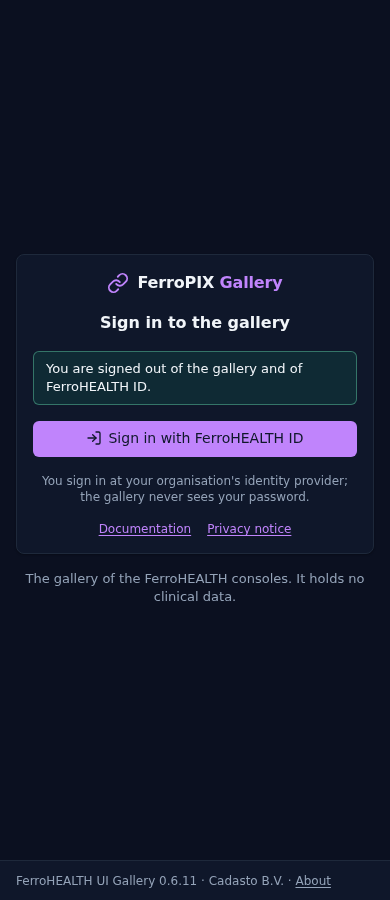 FerroPIX Gallery
Sign in to the gallery
You are signed out of the gallery and of
FerroHEALTH ID.
Sign in with FerroHEALTH ID
You sign in at your organisation's identity provider;
the gallery never sees your password.
Documentation Privacy notice
The gallery of the FerroHEALTH consoles. It holds no
clinical data.
FerroHEALTH UI Gallery 0.6.11 · Cadasto B.V. · About